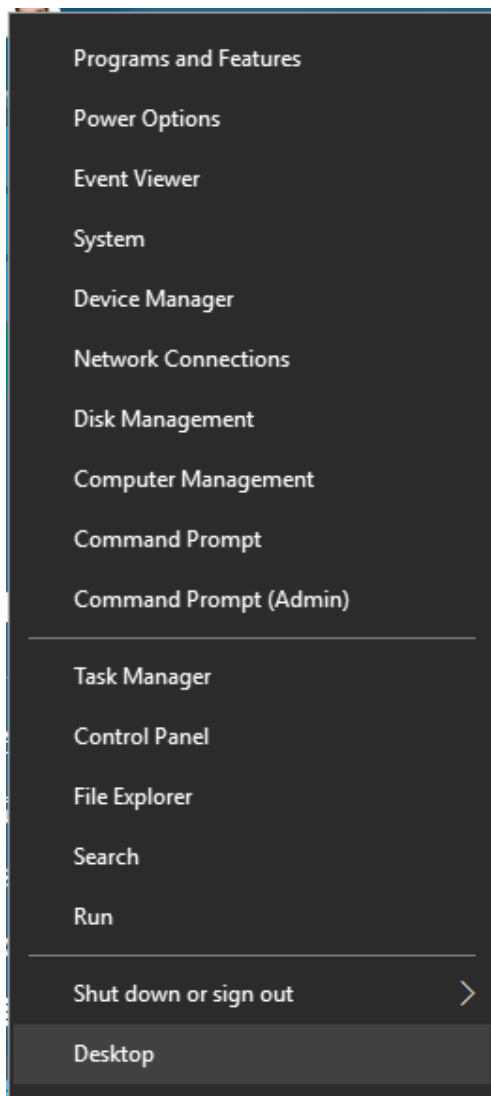 Programs and Features
Power Options
Event Viewer
System
Device Manager
Network Connections
Disk Management
Computer Management
Command Prompt
Command Prompt (Admin)
Task Manager
Control Panel
File Explorer
Search
Run
Shut down or sign out
Desktop